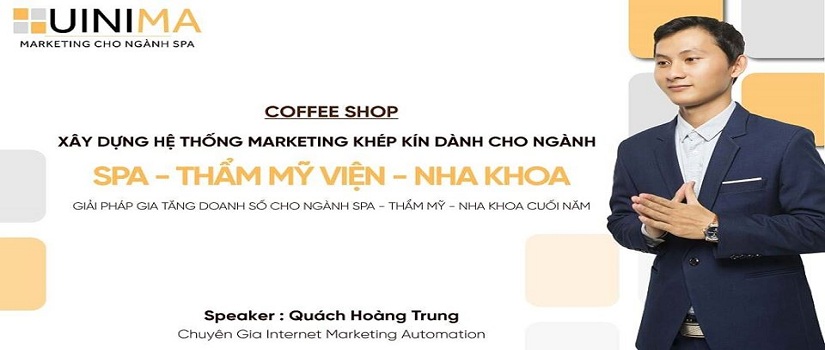 UINIMA
MARKETING CHO NGÀNH SPA
COFFEE SHOP
XÂY DỰNG HỆ THỐNG MARKETING KHÉP KÍN DÀNH CHO NGÀNH
SPA - THẨM MỸ VIỆN - NHA KHOA
GIẢI PHÁP GIA TĂNG DOANH SỐ CHO NGÀNH SPA - THẨM MỸ - NHA KHOA CUỐI NĂM
Speaker : Quách Hoàng Trung
Chuyên Gia Internet Marketing Automation